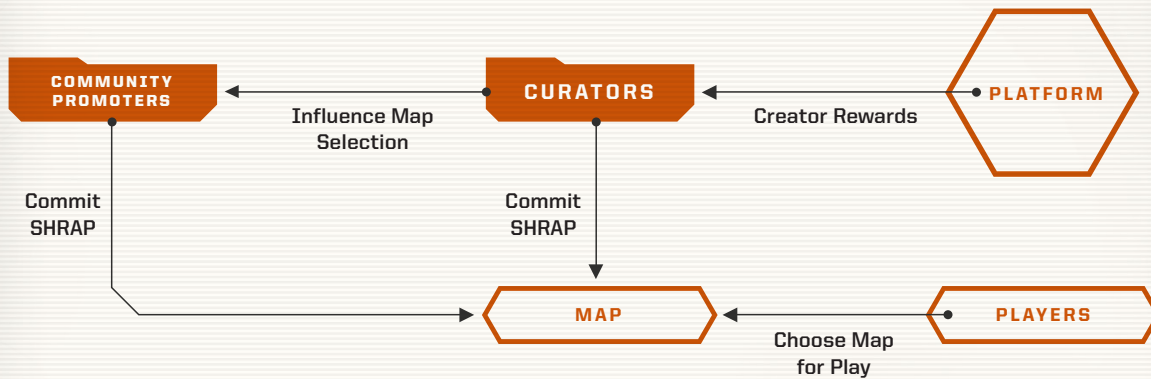 COMMUNITY
PROMOTERS
CURATORS
PLATFORM
Influence Map
Selection
Creator Rewards
Commit
SHRAP
Commit
SHRAP
MAP
PLAYERS
Choose Map
for Play